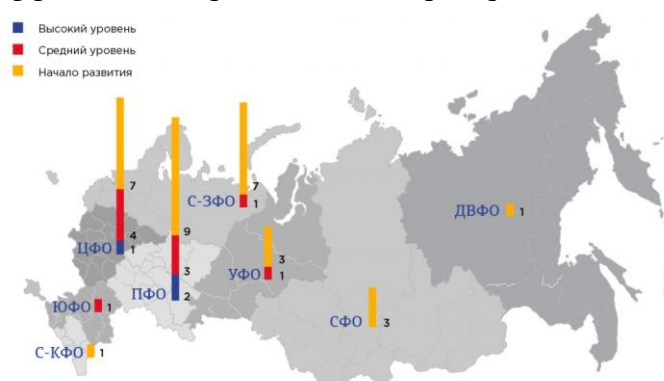 Высокий уровень
Средний уровень
Начало развития
7
4
ЦФО 1
9
3
ПФО 2
7
С-ЗФО 1
3
УФО 1
ДВФО 1
СФО 3
ЮФО 1
С-КФО 1